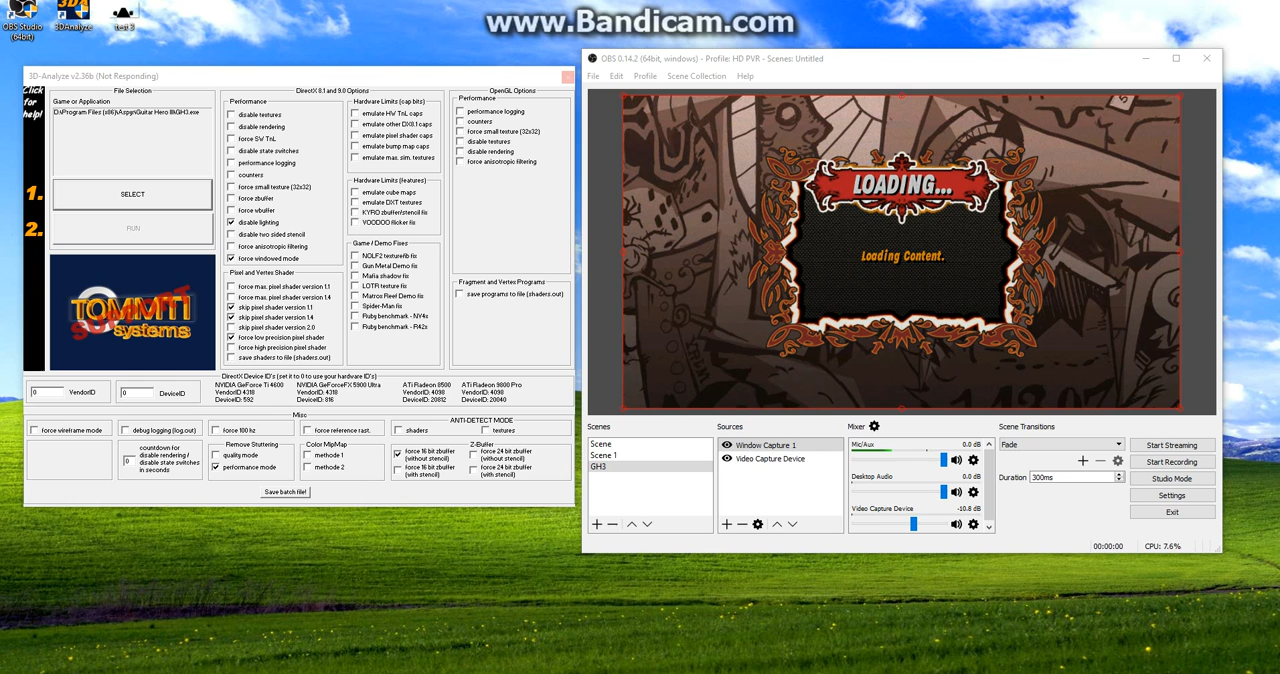 www.Bandicam.com
OBS Studio
(64bit)
3DAnalyze
test 3
3D-Analyze v2.36b (Not Responding)
Click
for
help!
1.
2.
File Selection
Game or Application
D:\Program Files (x86)\Aspyr\Guitar Hero III\GH3.exe
SELECT
RUN
TOMMTI
systems
SUPPORT
DirectX 8.1 and 9.0 Options
Performance
disable textures
disable rendering
force SW TnL
disable state switches
performance logging
counters
force small texture (32x32)
force zbuffer
force wbuffer
disable lighting
disable two sided stencil
force anisotropic filtering
force windowed mode
Pixel and Vertex Shader
force max. pixel shader version 1.1
force max. pixel shader version 1.4
skip pixel shader version 1.1
skip pixel shader version 1.4
skip pixel shader version 2.0
force low precision pixel shader
force high precision pixel shader
save shaders to file (shaders.out)
Hardware Limits (cap bits)
emulate HW TnL caps
emulate other DX8.1 caps
emulate pixel shader caps
emulate bump map caps
emulate max. sim. textures
Hardware Limits (features)
emulate cube maps
emulate DXT textures
KYRO zbuffer/stencil fix
VOODOO flicker fix
Game / Demo Fixes
NOLF2 texturefib fix
Gun Metal Demo fix
Mafia shadow fix
LOTR texture fix
Matrox Reef Demo fix
Spider-Man fix
Ruby benchmark - NV4x
Ruby benchmark - R42x
OpenGL Options
Performance
performance logging
counters
force small texture (32x32)
disable textures
disable rendering
force anisotropic filtering
Fragment and Vertex Programs
save programs to file (shaders.out)
DirectX Device ID's (set it to 0 to use your hardware ID's)
0 VendorID
0 DeviceID
NVIDIA GeForce Ti 4600
VendorID: 4318
DeviceID: 592
NVIDIA GeForceFX 5900 Ultra
VendorID: 4318
DeviceID: 816
ATi Radeon 8500
VendorID: 4098
DeviceID: 20812
ATi Radeon 9800 Pro
VendorID: 4098
DeviceID: 20040
Misc
force wireframe mode
debug logging (log.out)
force 100 hz
force reference rast.
ANTI-DETECT MODE
shaders
textures
0
countdown for
disable rendering /
disable state switches
in seconds
Remove Stuttering
quality mode
performance mode
Color MipMap
methode 1
methode 2
Z-Buffer
force 16 bit zbuffer
(without stencil)
force 24 bit zbuffer
(without stencil)
force 16 bit zbuffer
(with stencil)
force 24 bit zbuffer
(with stencil)
Save batch file!
OBS 0.14.2 (64bit, windows) - Profile: HD PVR - Scenes: Untitled
File Edit Profile Scene Collection Help
LOADING...
Loading Content.
Scenes
Scene
Scene 1
GH3
Sources
Window Capture 1
Video Capture Device
Mixer
Mic/Aux 0.0 dB
Desktop Audio 0.0 dB
Video Capture Device -10.8 dB
Scene Transitions
Fade
Duration 300ms
Start Streaming
Start Recording
Studio Mode
Settings
Exit
00:00:00
CPU: 7.6%